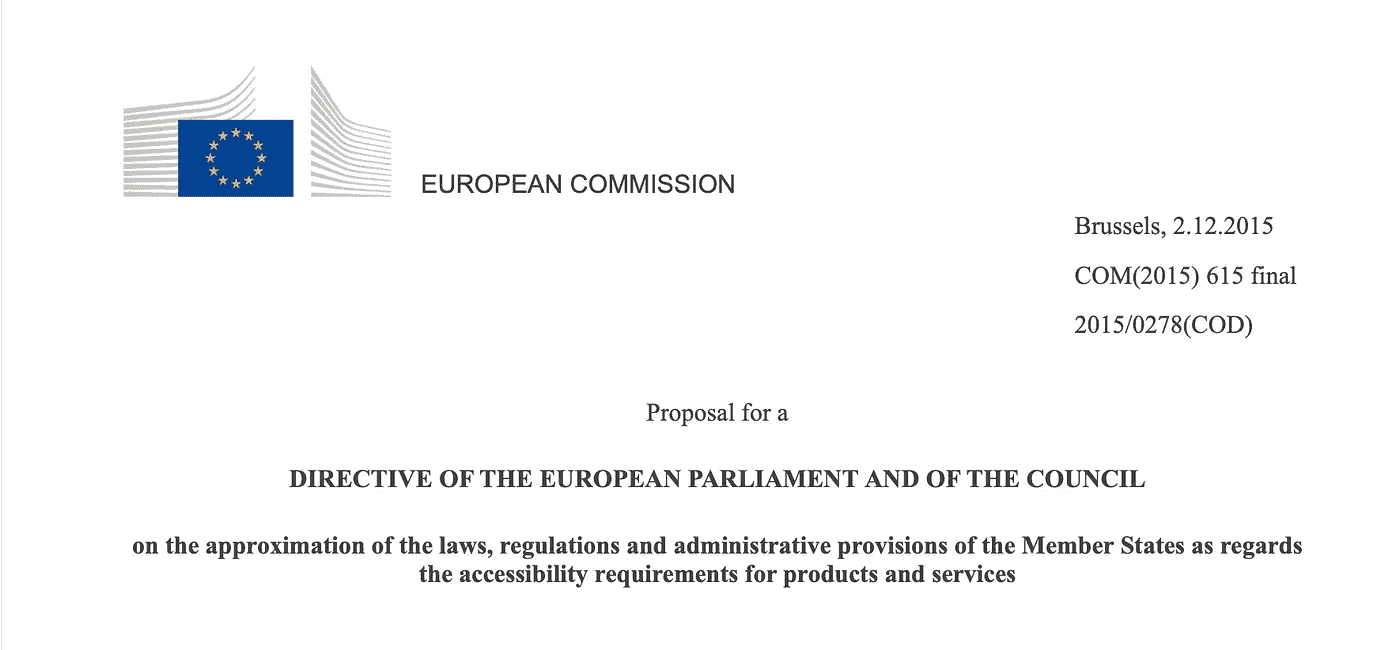 EUROPEAN COMMISSION
Brussels, 2.12.2015
COM(2015) 615 final
2015/0278(COD)
Proposal for a
DIRECTIVE OF THE EUROPEAN PARLIAMENT AND OF THE COUNCIL
on the approximation of the laws, regulations and administrative provisions of the Member States as regards
the accessibility requirements for products and services